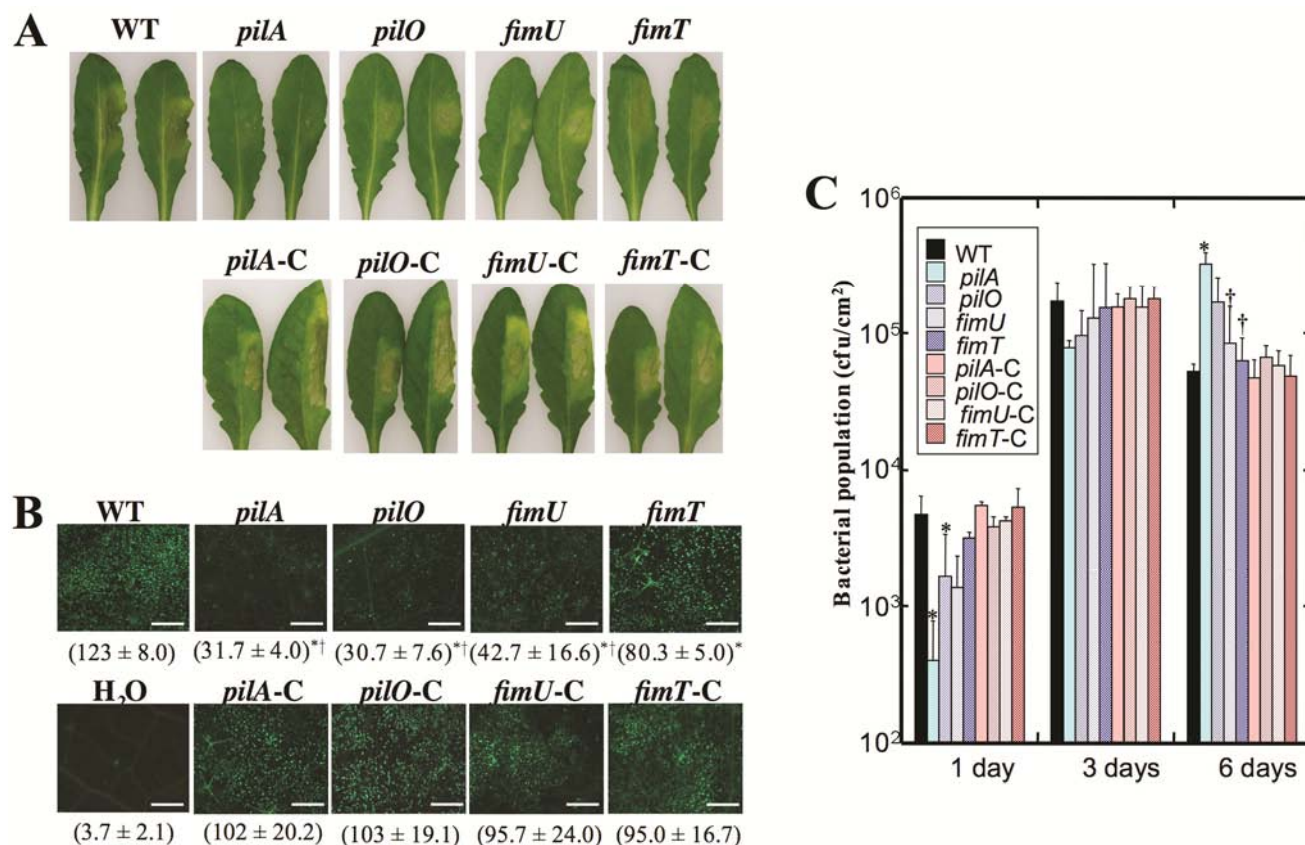 A
WT pilA pilO fimU fimT
pilA-C pilO-C fimU-C fimT-C
B
WT pilA pilO fimU fimT
(123 ± 8.0) (31.7 ± 4.0)*† (30.7 ± 7.6)*† (42.7 ± 16.6)*† (80.3 ± 5.0)*
H₂O pilA-C pilO-C fimU-C fimT-C
(3.7 ± 2.1) (102 ± 20.2) (103 ± 19.1) (95.7 ± 24.0) (95.0 ± 16.7)
C
Bacterial population (cfu/cm²)
10⁶
10⁵
10⁴
10³
10²
WT
pilA
pilO
fimU
fimT
pilA-C
pilO-C
fimU-C
fimT-C
* * * † †
1 day 3 days 6 days